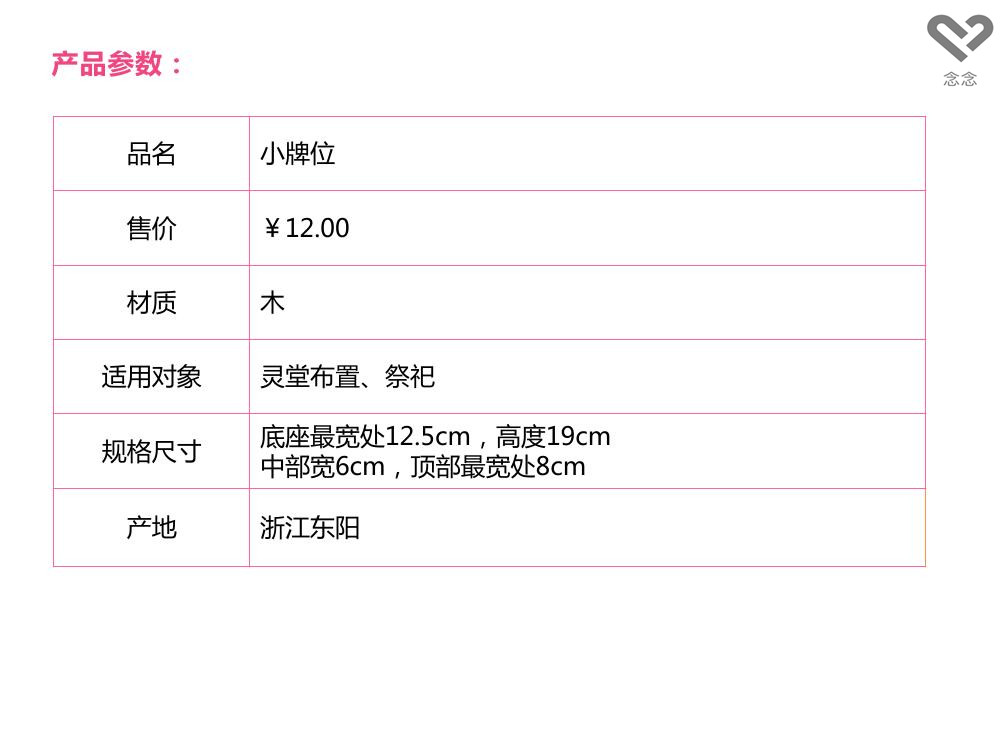 念念
产品参数：
品名 小牌位
售价 ￥12.00
材质 木
适用对象 灵堂布置、祭祀
规格尺寸 底座最宽处12.5cm，高度19cm
中部宽6cm，顶部最宽处8cm
产地 浙江东阳